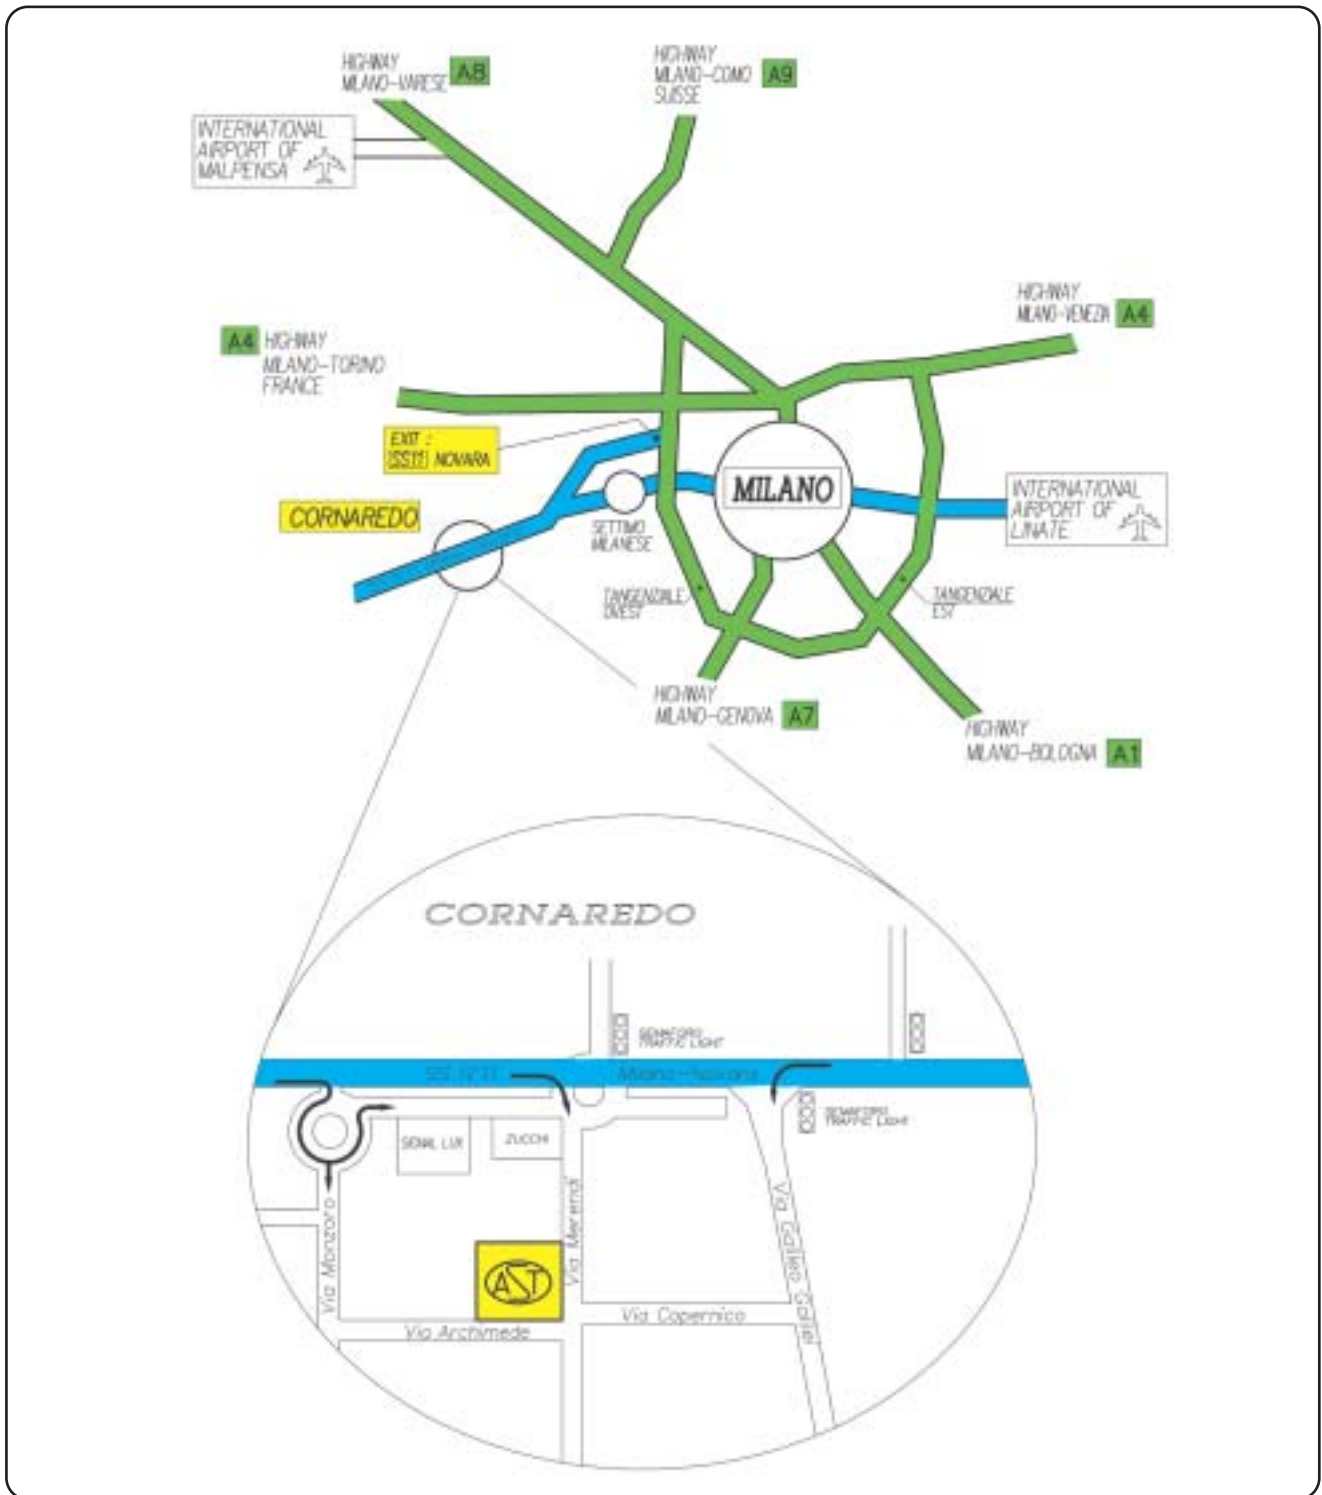 HIGHWAY
MILANO-VARESE A8
HIGHWAY
MILANO-COMO A9
SUISSE
INTERNATIONAL
AIRPORT OF
MALPENSA
HIGHWAY
MILANO-VENEZIA A4
A4 HIGHWAY
MILANO-TORINO
FRANCE
EXIT :
SS11 NOVARA
CORNAREDO
MILANO
INTERNATIONAL
AIRPORT OF
LINATE
SETTIMO
MILANESE
TANGENZIALE
OVEST
TANGENZIALE
EST
HIGHWAY
MILANO-GENOVA A7
HIGHWAY
MILANO-BOLOGNA A1
CORNAREDO
SEMAFORO
TRAFFIC LIGHT
SS N°11 Milano-Novara
SEMAFORO
TRAFFIC LIGHT
SIGNAL LUX
ZUCCHI
Via Monzoro
Via Merendi
Via Galileo Galilei
AST
Via Copernico
Via Archimede